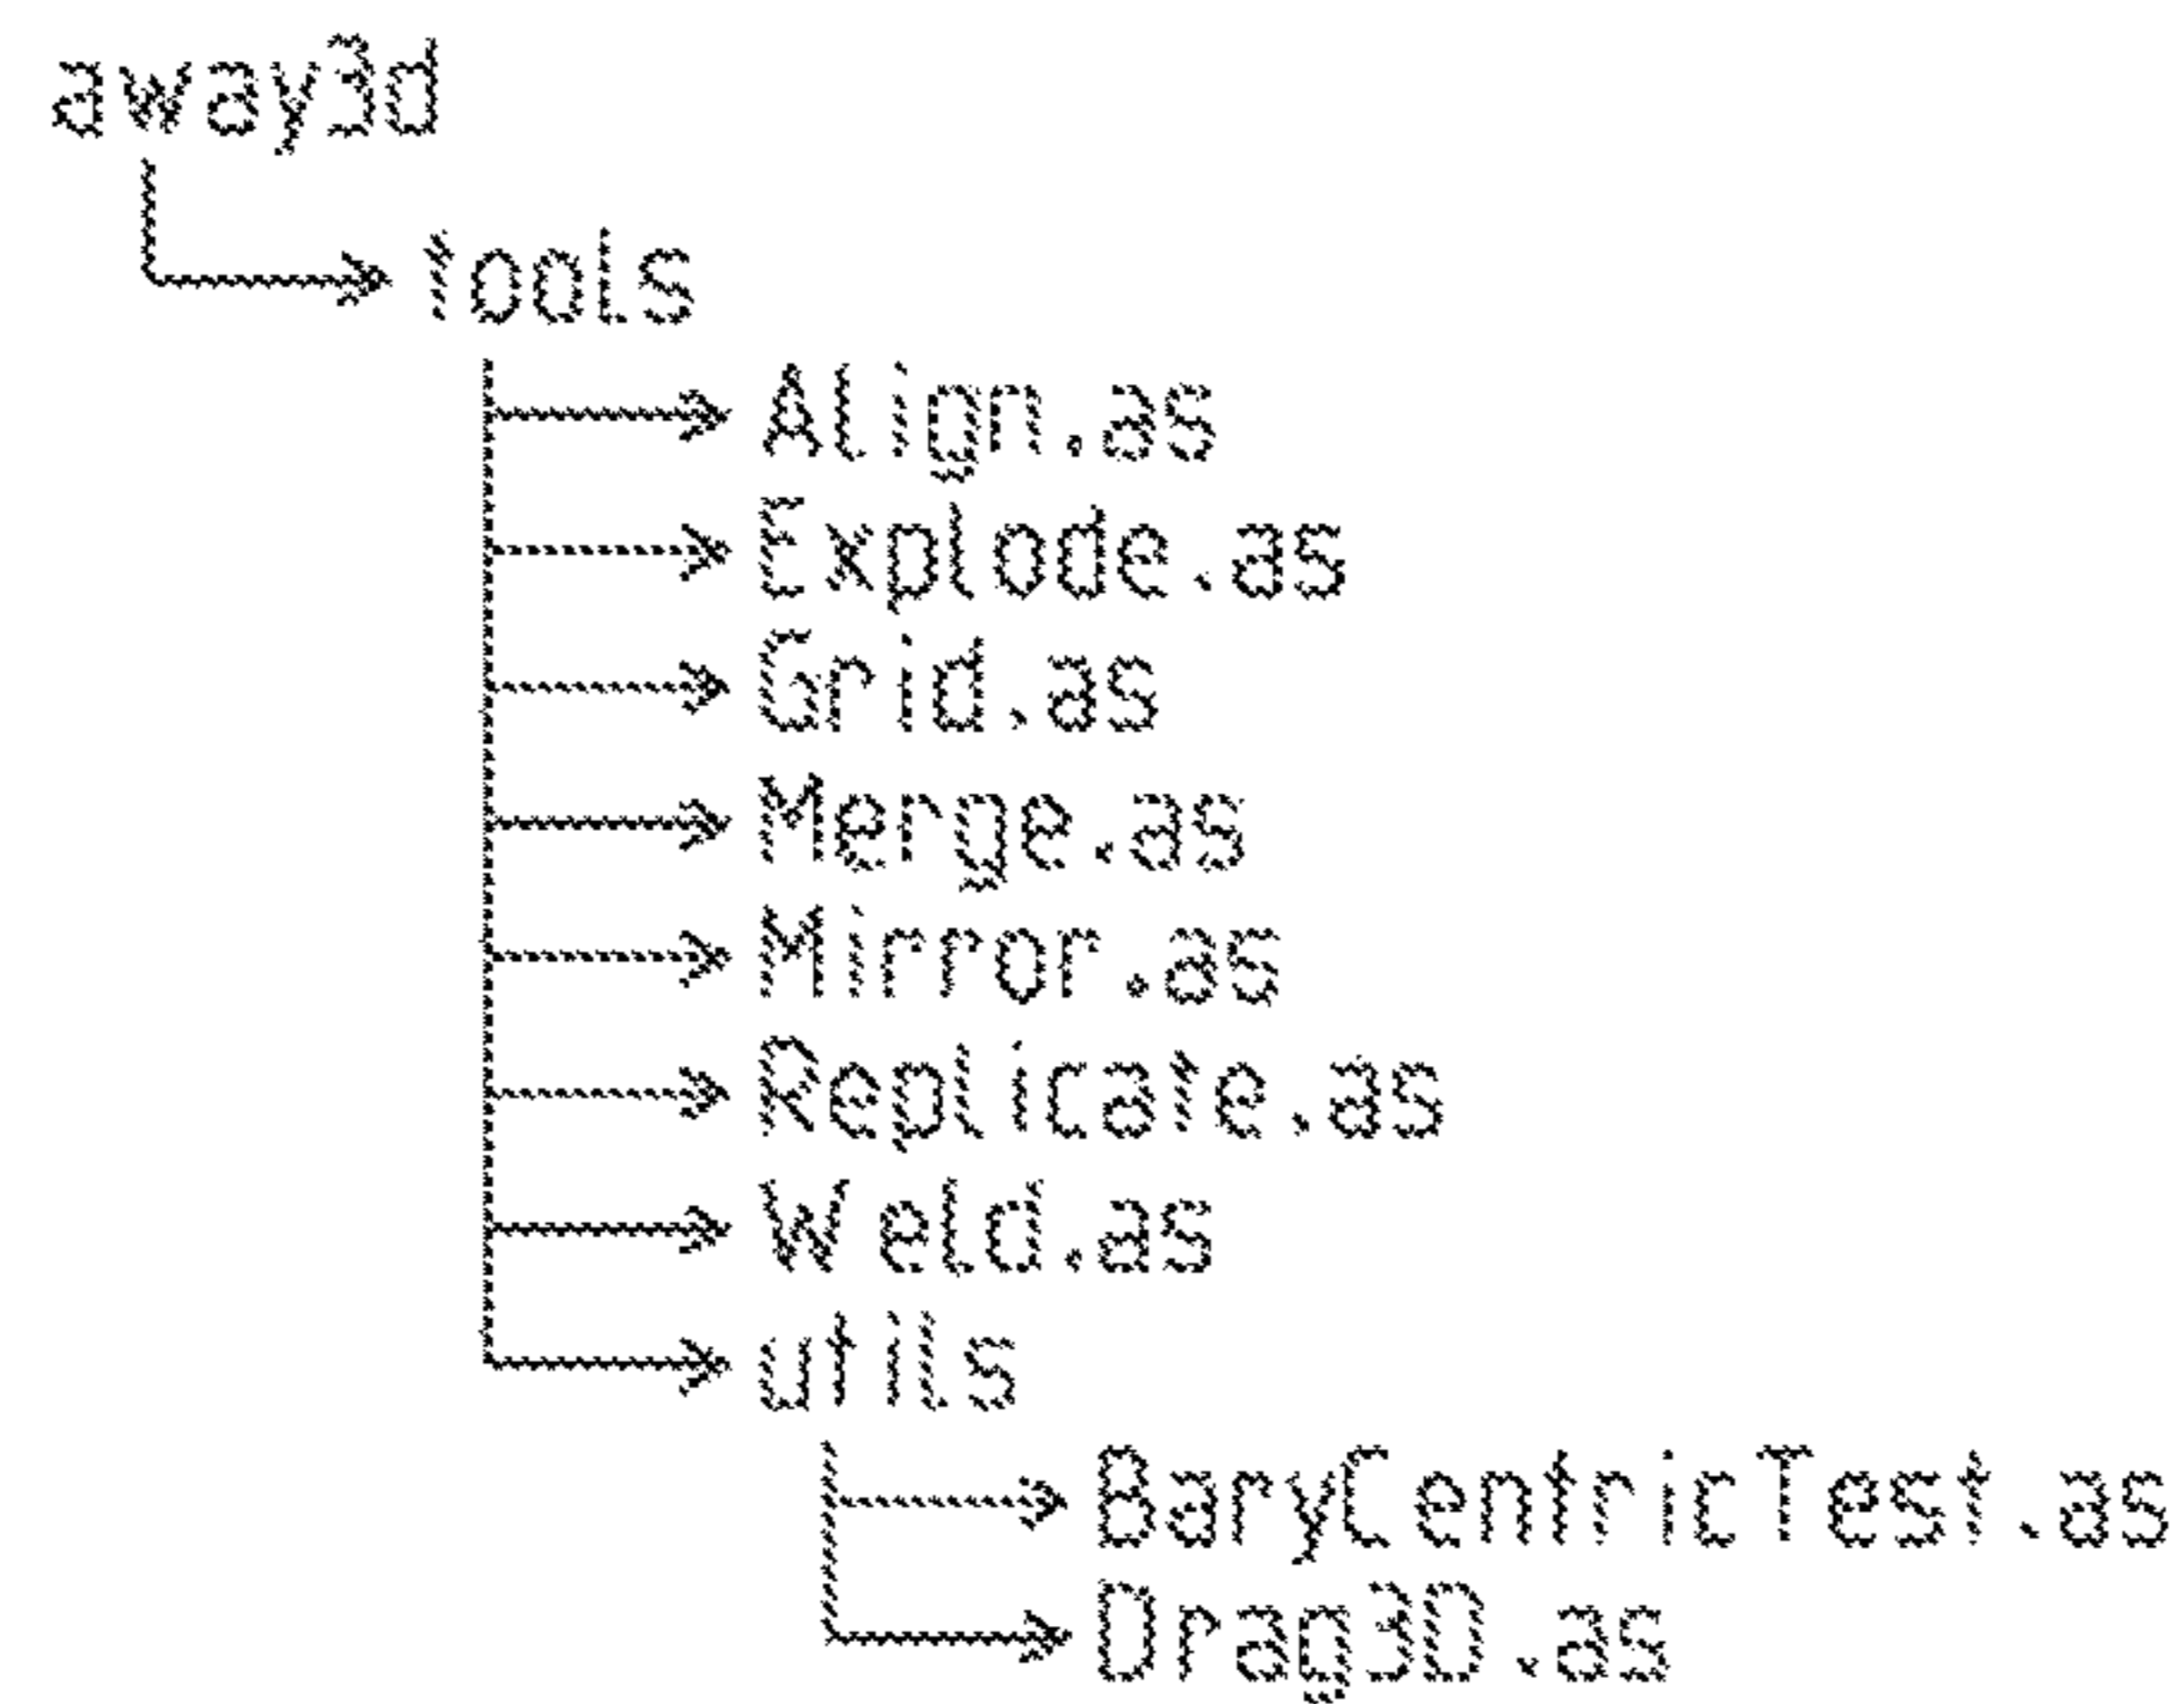 away3d
tools
Align.as
Explode.as
Grid.as
Merge.as
Mirror.as
Replicate.as
Weld.as
utils
BaryCentricTest.as
Drag3D.as